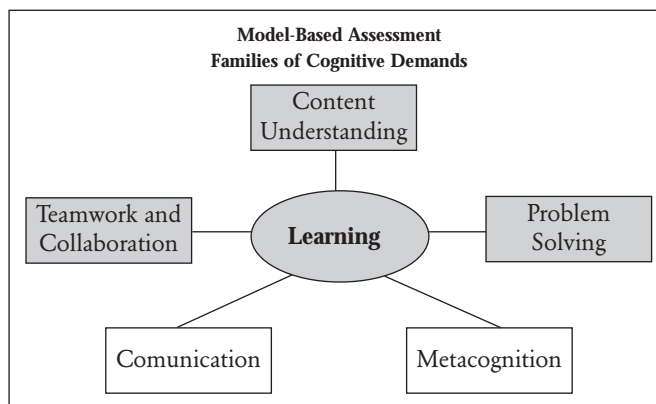 Model-Based Assessment
Families of Cognitive Demands
Content
Understanding
Teamwork and
Collaboration
Learning
Problem
Solving
Comunication
Metacognition